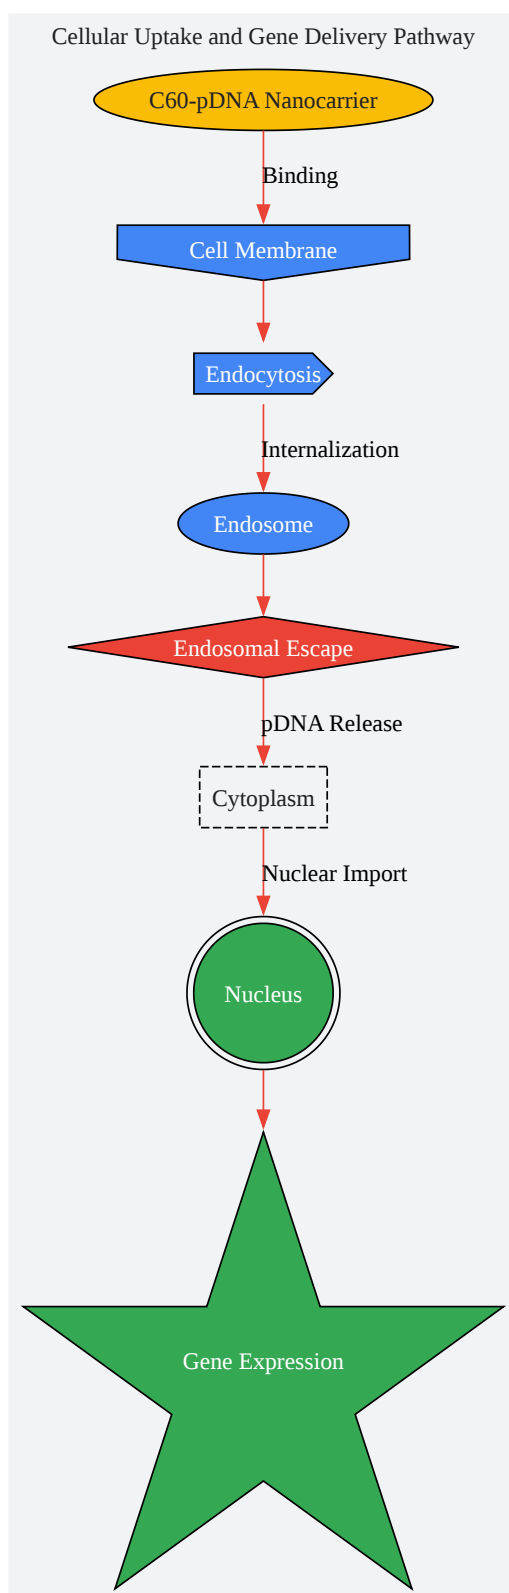 Cellular Uptake and Gene Delivery Pathway
C60-pDNA Nanocarrier
Binding
Cell Membrane
Endocytosis
Internalization
Endosome
Endosomal Escape
pDNA Release
Cytoplasm
Nuclear Import
Nucleus
Gene Expression